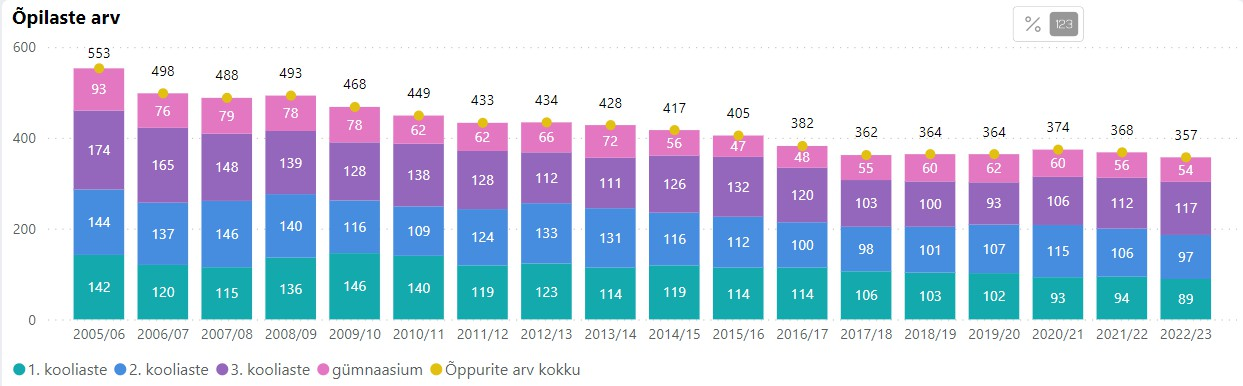 Õpilaste arv
% 123
600
553 498 488 493 468 449 433 434 428 417 405 382 362 364 364 374 368 357
93 76 79 78 78 62 62 66 72 56 47 48 55 60 62 60 56 54
400
174 165 148 139 128 138 128 112 111 126 132 120 103 100 93 106 112 117
200
144 137 146 140 116 109 124 133 131 116 112 100 98 101 107 115 106 97
142 120 115 136 146 140 119 123 114 119 114 114 106 103 102 93 94 89
0
2005/06 2006/07 2007/08 2008/09 2009/10 2010/11 2011/12 2012/13 2013/14 2014/15 2015/16 2016/17 2017/18 2018/19 2019/20 2020/21 2021/22 2022/23
1. kooliaste 2. kooliaste 3. kooliaste gümnaasium Õppurite arv kokku